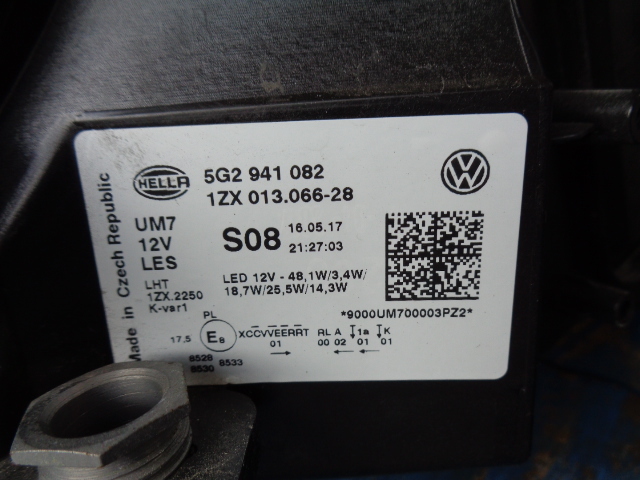 Made in Czech Republic
HELLA
5G2 941 082
1ZX 013.066-28
UM7
12V
LES
S08
16.05.17
21:27:03
LHT
1ZX.2250
K-var1
LED 12V - 48,1W/3,4W/
18,7W/25,5W/14,3W
*9000UM700003PZ2*
PL
17,5 E8 XCCVVEERRT RL A 1a K
01 00 02 01 01
6528
8530 8533
VW